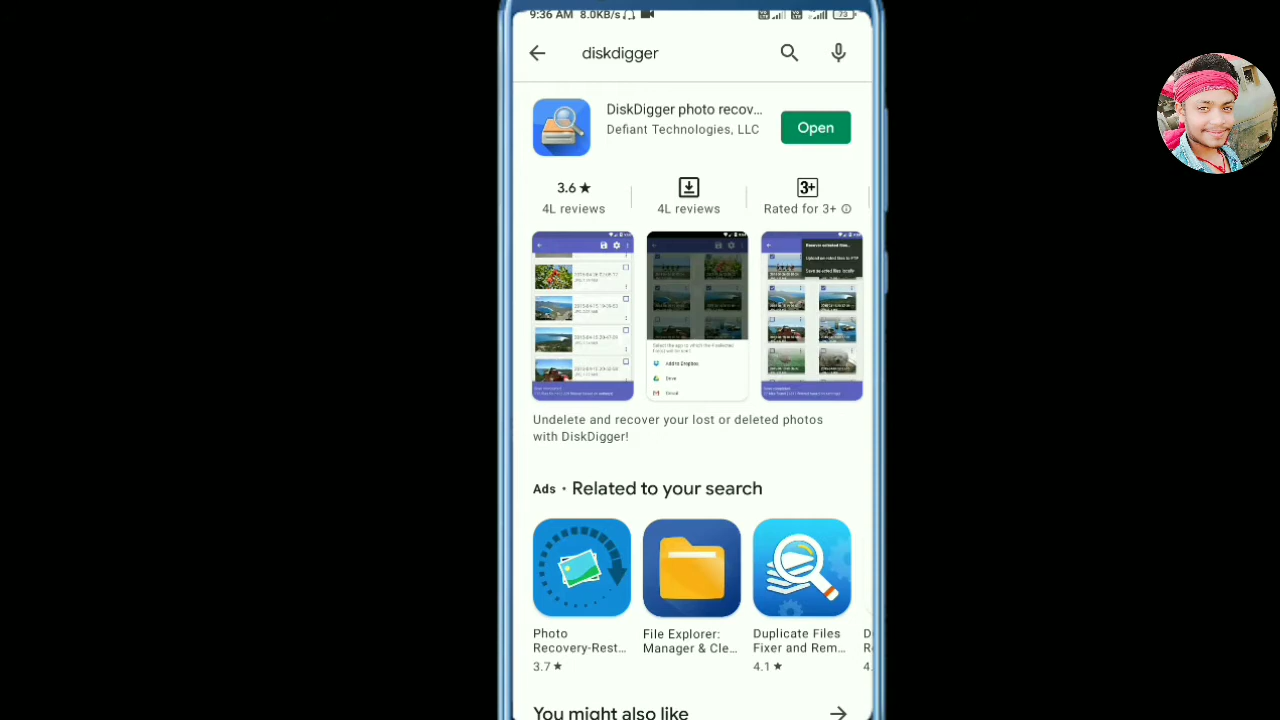 9:36 AM 8.0KB/s 73
diskdigger
DiskDigger photo recov...
Defiant Technologies, LLC
Open
3.6 ★
3+
4L reviews
4L reviews
Rated for 3+
Undelete and recover your lost or deleted photos
with DiskDigger!
Ads • Related to your search
Photo
Recovery-Rest...
3.7 ★
File Explorer:
Manager & Cle...
Duplicate Files
Fixer and Rem...
4.1 ★
You might also like